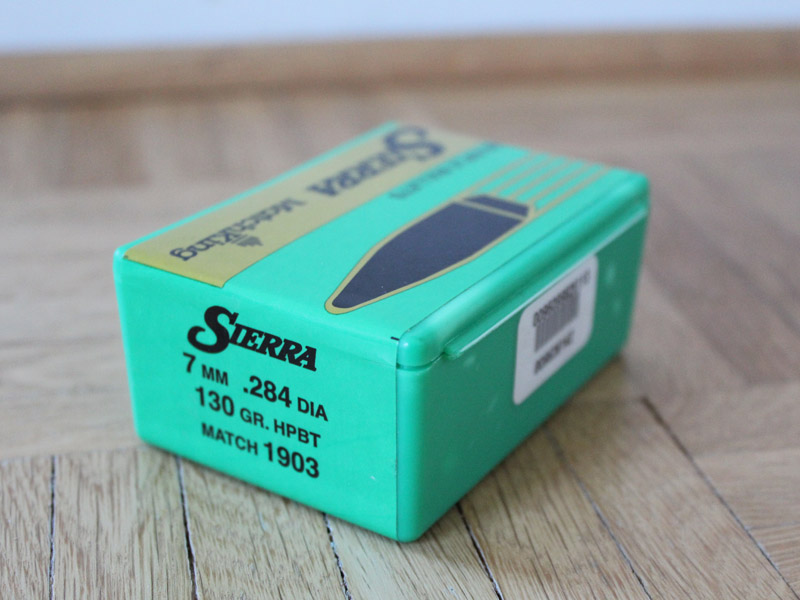 SIERRA MatchKing
SIERRA
7 MM .284 DIA
130 GR. HPBT
MATCH 1903